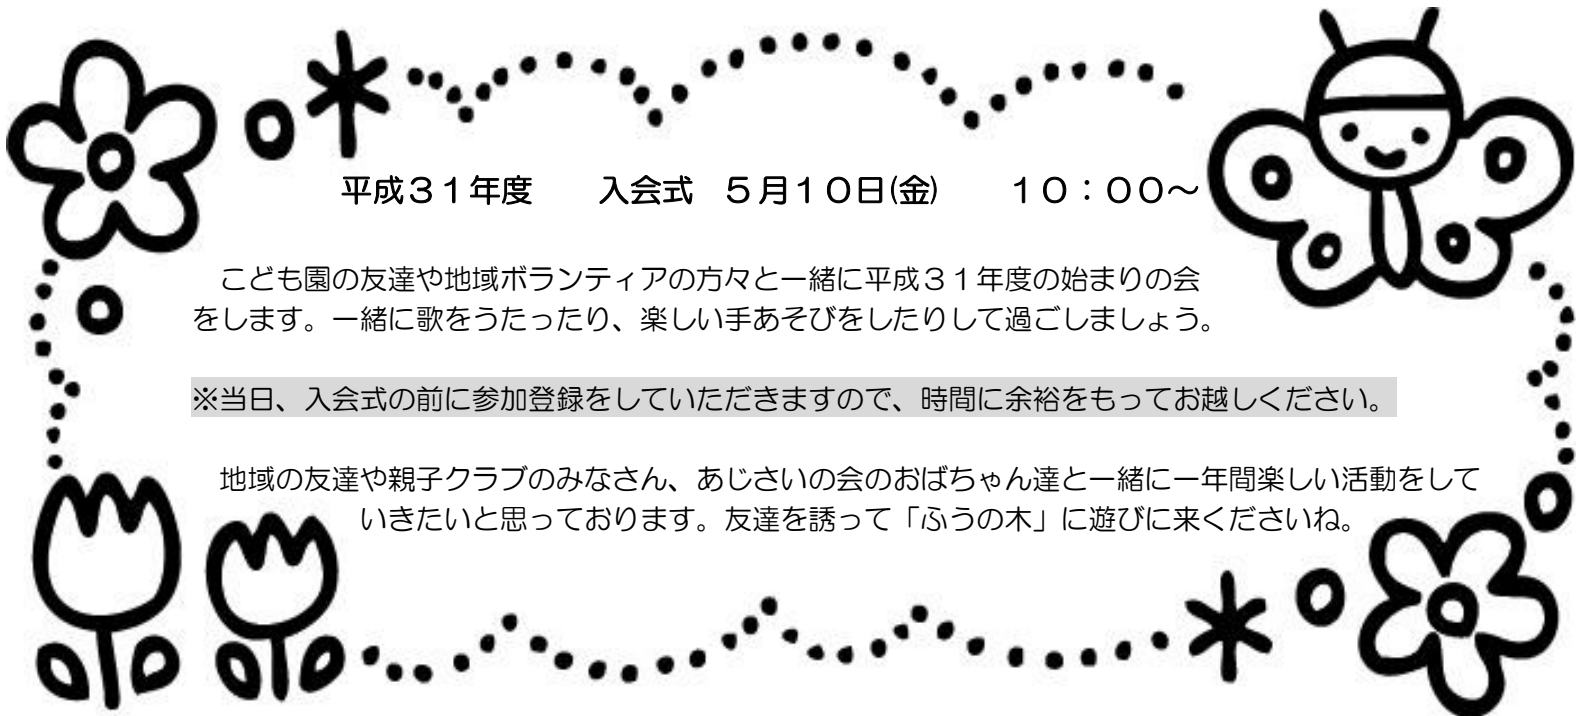 平成３１年度　　入会式　５月１０日(金)　　１０：００～
こども園の友達や地域ボランティアの方々と一緒に平成３１年度の始まりの会
をします。一緒に歌をうたったり、楽しい手あそびをしたりして過ごしましょう。
※当日、入会式の前に参加登録をしていただきますので、時間に余裕をもってお越しください。
地域の友達や親子クラブのみなさん、あじさいの会のおばちゃん達と一緒に一年間楽しい活動をして
いきたいと思っております。友達を誘って「ふうの木」に遊びに来くださいね。